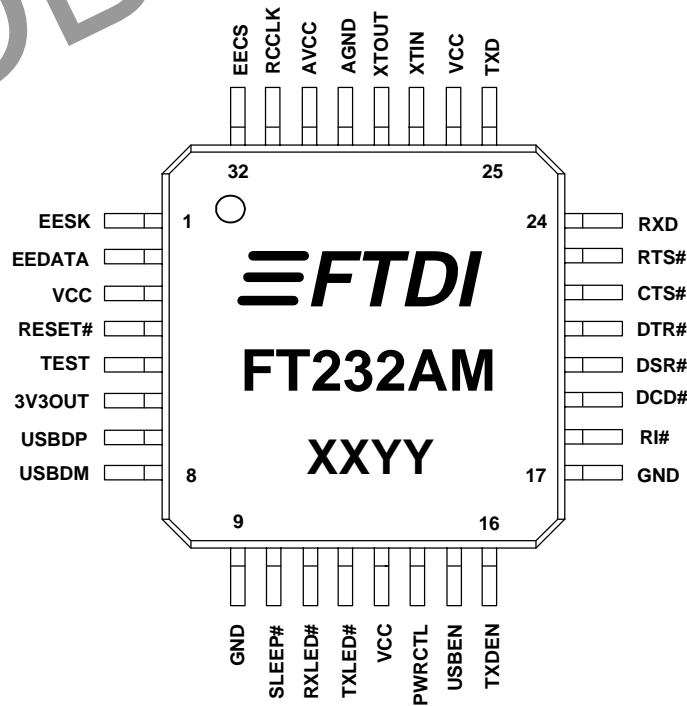 EECS
RCCLK
AVCC
AGND
XTOUT
XTIN
VCC
TXD
32
25
EESK
1
24
RXD
EEDATA
RTS#
VCC
CTS#
RESET#
DTR#
TEST
DSR#
3V3OUT
DCD#
USBDP
RI#
USBDM
8
17
GND
FTDI
FT232AM
XXYY
9
16
GND
SLEEP#
RXLED#
TXLED#
VCC
PWRCTL
USBEN
TXDEN